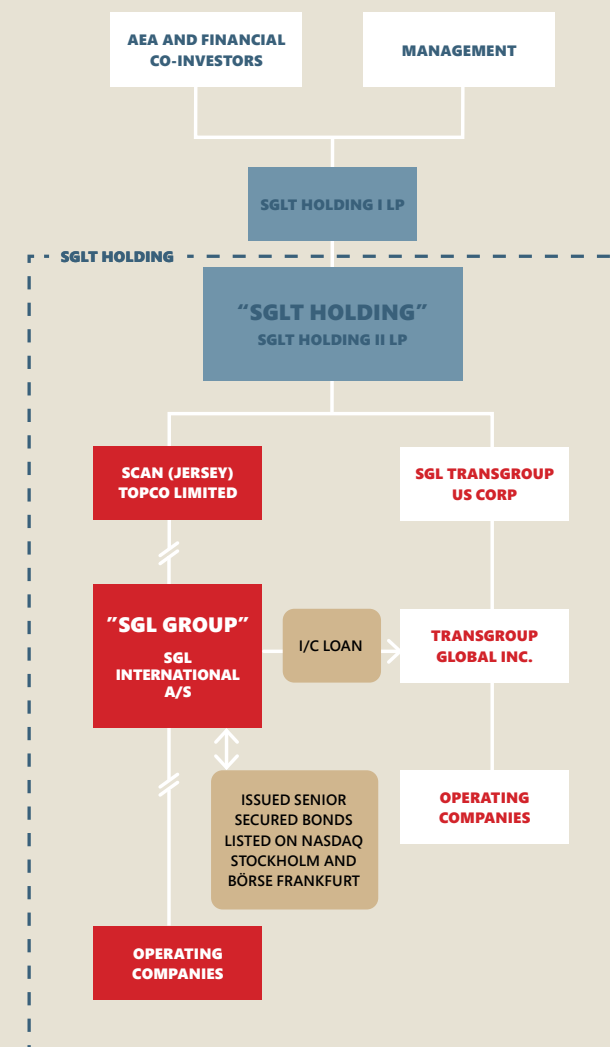 AEA AND FINANCIAL
CO-INVESTORS
MANAGEMENT
SGLT HOLDING I LP
SGLT HOLDING
“SGLT HOLDING”
SGLT HOLDING II LP
SCAN (JERSEY)
TOPCO LIMITED
SGL TRANSGROUP
US CORP
”SGL GROUP”
SGL
INTERNATIONAL
A/S
I/C LOAN
TRANSGROUP
GLOBAL INC.
ISSUED SENIOR
SECURED BONDS
LISTED ON NASDAQ
STOCKHOLM AND
BÖRSE FRANKFURT
OPERATING
COMPANIES
OPERATING
COMPANIES